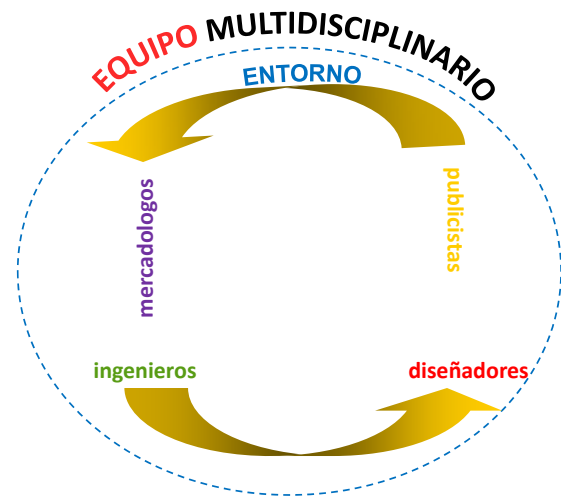 EQUIPO MULTIDISCIPLINARIO
ENTORNO
mercadologos
publicistas
ingenieros
diseñadores